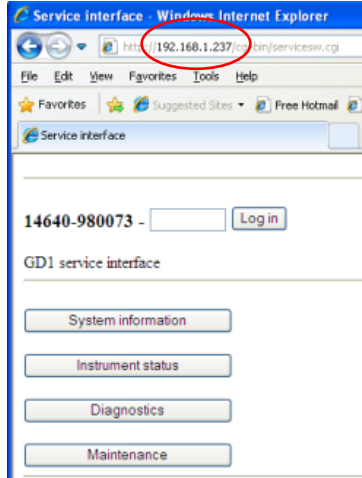 Service interface - Windows Internet Explorer
http://192.168.1.237/cgi-bin/servicesw.cgi
File Edit View Favorites Tools Help
Favorites Suggested Sites Free Hotmail
Service interface
14640-980073 - Log in
GD1 service interface
System information
Instrument status
Diagnostics
Maintenance